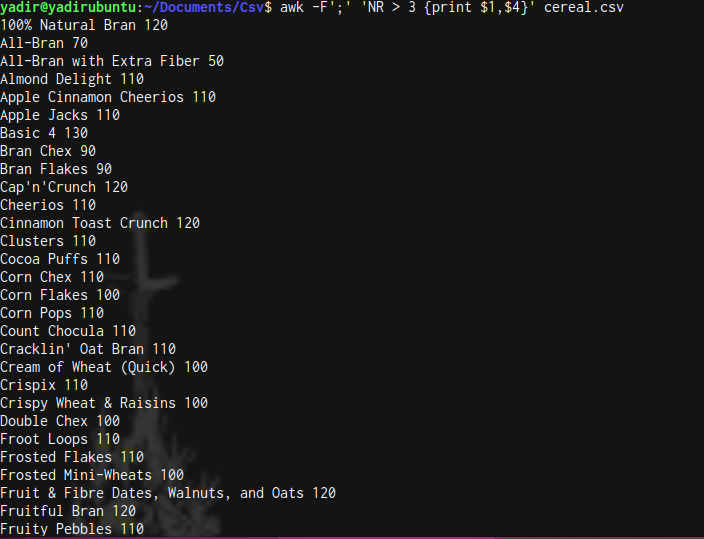 yadir@yadirubuntu:~/Documents/Csv$ awk -F';' 'NR > 3 {print $1,$4}' cereal.csv
100% Natural Bran 120
All-Bran 70
All-Bran with Extra Fiber 50
Almond Delight 110
Apple Cinnamon Cheerios 110
Apple Jacks 110
Basic 4 130
Bran Chex 90
Bran Flakes 90
Cap'n'Crunch 120
Cheerios 110
Cinnamon Toast Crunch 120
Clusters 110
Cocoa Puffs 110
Corn Chex 110
Corn Flakes 100
Corn Pops 110
Count Chocula 110
Cracklin' Oat Bran 110
Cream of Wheat (Quick) 100
Crispix 110
Crispy Wheat & Raisins 100
Double Chex 100
Froot Loops 110
Frosted Flakes 110
Frosted Mini-Wheats 100
Fruit & Fibre Dates, Walnuts, and Oats 120
Fruitful Bran 120
Fruity Pebbles 110